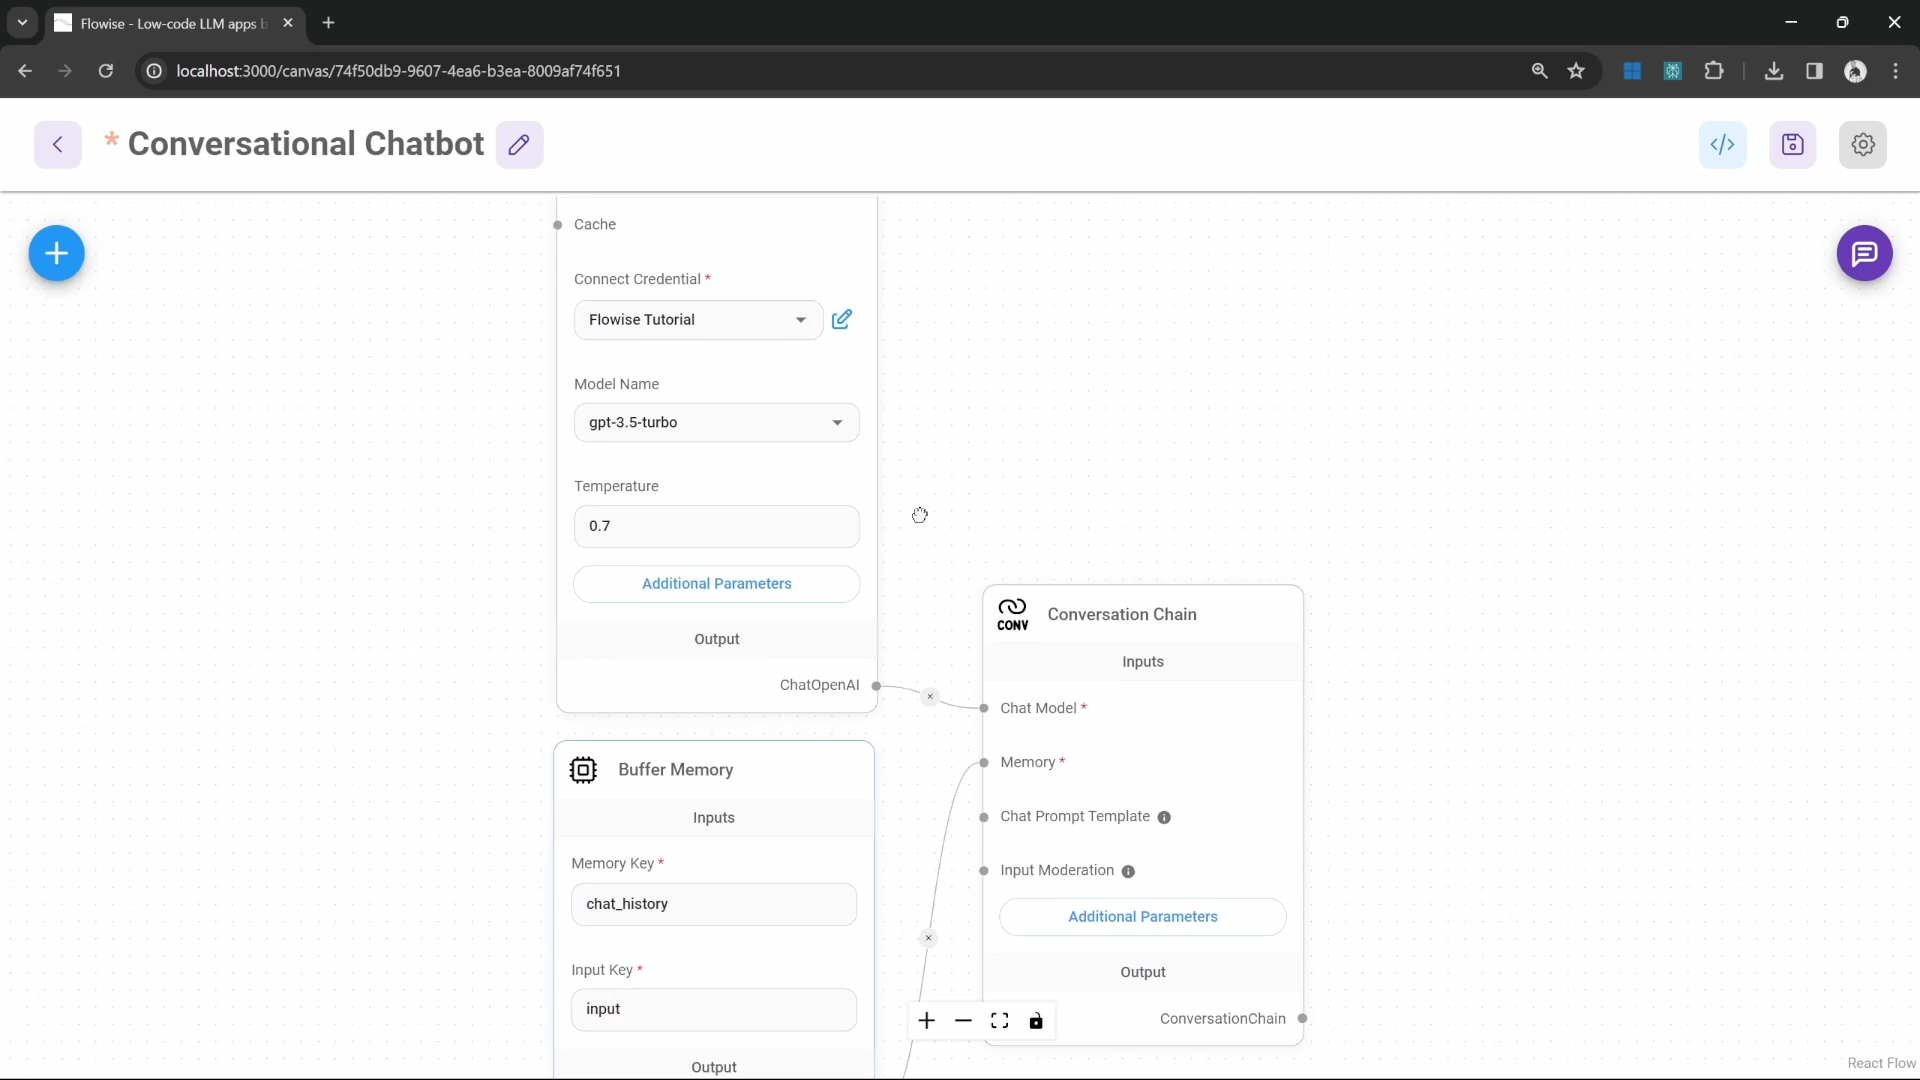 Flowise - Low-code LLM apps b
localhost:3000/canvas/74f50db9-9607-4ea6-b3ea-8009af74f651
* Conversational Chatbot
Cache
Connect Credential *
Flowise Tutorial
Model Name
gpt-3.5-turbo
Temperature
0.7
Additional Parameters
Output
ChatOpenAI
Buffer Memory
Inputs
Memory Key *
chat_history
Input Key *
input
Output
CONV
Conversation Chain
Inputs
Chat Model *
Memory *
Chat Prompt Template
Input Moderation
Additional Parameters
Output
ConversationChain
React Flow